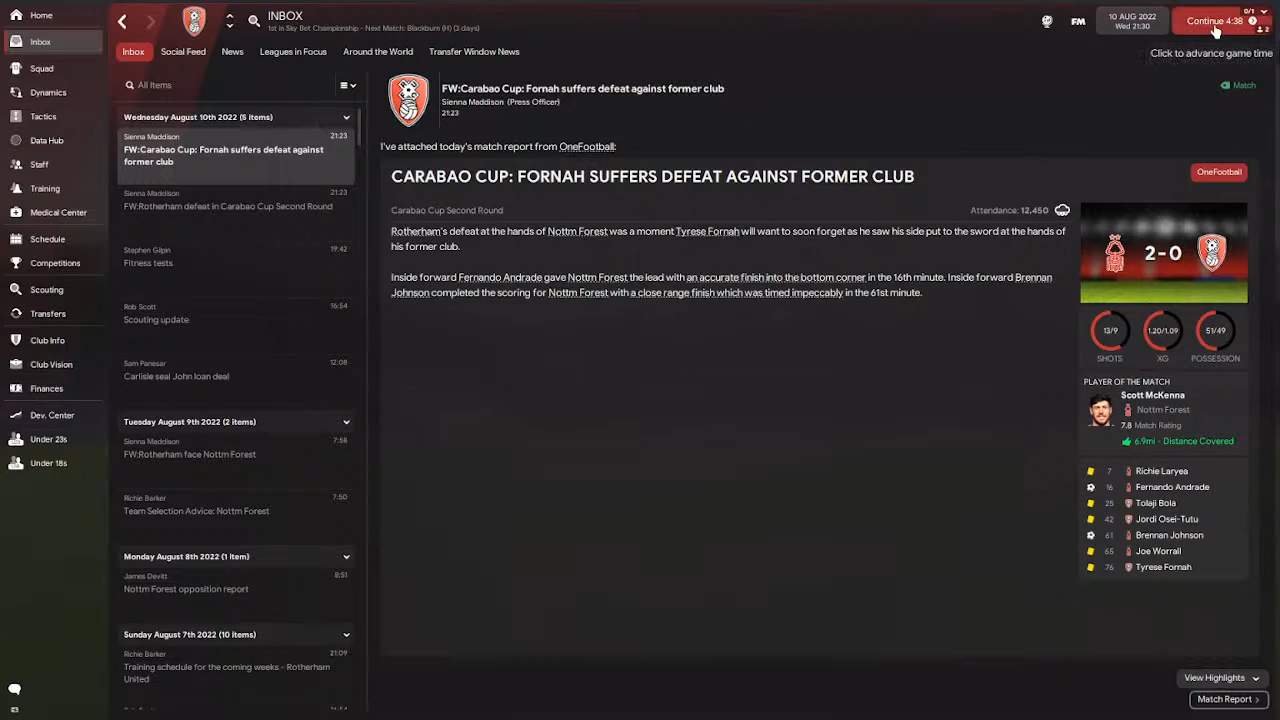 Home
Inbox
Squad
Dynamics
Tactics
Data Hub
Staff
Training
Medical Center
Schedule
Competitions
Scouting
Transfers
Club Info
Club Vision
Finances
Dev. Center
Under 23s
Under 18s
INBOX
1st in Sky Bet Championship - Next Match: Blackburn (H) (3 days)
FM
10 AUG 2022
Wed 21:30
Continue 4:38
0/1
2
Click to advance game time
Inbox
Social Feed
News
Leagues in Focus
Around the World
Transfer Window News
All Items
Wednesday August 10th 2022 (5 items)
Sienna Maddison 21:23
FW:Carabao Cup: Fornah suffers defeat against
former club
Sienna Maddison 21:23
FW:Rotherham defeat in Carabao Cup Second Round
Stephen Gilpin 19:42
Fitness tests
Rob Scott 16:54
Scouting update
Sam Panesar 12:08
Carlisle seal John loan deal
Tuesday August 9th 2022 (2 items)
Sienna Maddison 7:58
FW:Rotherham face Nottm Forest
Richie Barker 7:50
Team Selection Advice: Nottm Forest
Monday August 8th 2022 (1 item)
James Devitt 8:51
Nottm Forest opposition report
Sunday August 7th 2022 (10 items)
Richie Barker 21:09
Training schedule for the coming weeks - Rotherham
United
FW:Carabao Cup: Fornah suffers defeat against former club
Sienna Maddison (Press Officer)
21:23
Match
I've attached today's match report from OneFootball:
CARABAO CUP: FORNAH SUFFERS DEFEAT AGAINST FORMER CLUB
OneFootball
Carabao Cup Second Round
Attendance: 12,450
Rotherham's defeat at the hands of Nottm Forest was a moment Tyrese Fornah will want to soon forget as he saw his side put to the sword at the hands of
his former club.
Inside forward Fernando Andrade gave Nottm Forest the lead with an accurate finish into the bottom corner in the 16th minute. Inside forward Brennan
Johnson completed the scoring for Nottm Forest with a close range finish which was timed impeccably in the 61st minute.
2-0
13/9
1.20/1.09
51/49
SHOTS
XG
POSSESSION
PLAYER OF THE MATCH
Scott McKenna
Nottm Forest
7.8 Match Rating
6.9mi - Distance Covered
7 Richie Laryea
16 Fernando Andrade
25 Tolaji Bola
42 Jordi Osei-Tutu
61 Brennan Johnson
65 Joe Worrall
76 Tyrese Fornah
View Highlights
Match Report